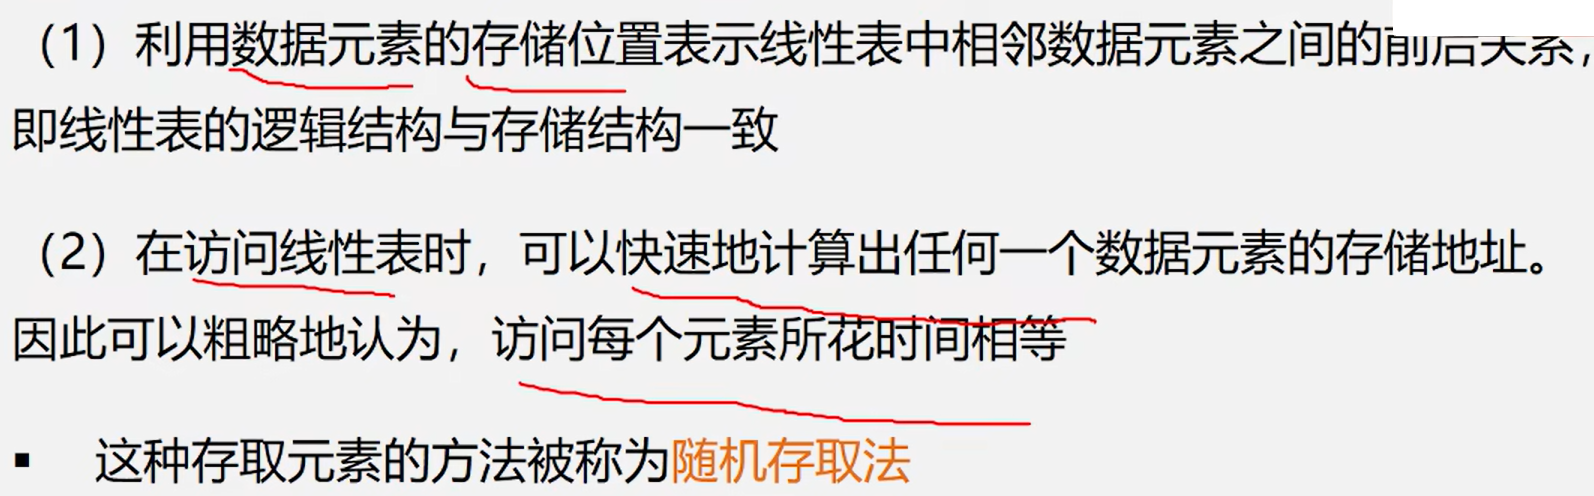 （1）利用数据元素的存储位置表示线性表中相邻数据元素之间的前后关系，
即线性表的逻辑结构与存储结构一致
（2）在访问线性表时，可以快速地计算出任何一个数据元素的存储地址。
因此可以粗略地认为，访问每个元素所花时间相等
▪ 这种存取元素的方法被称为随机存取法